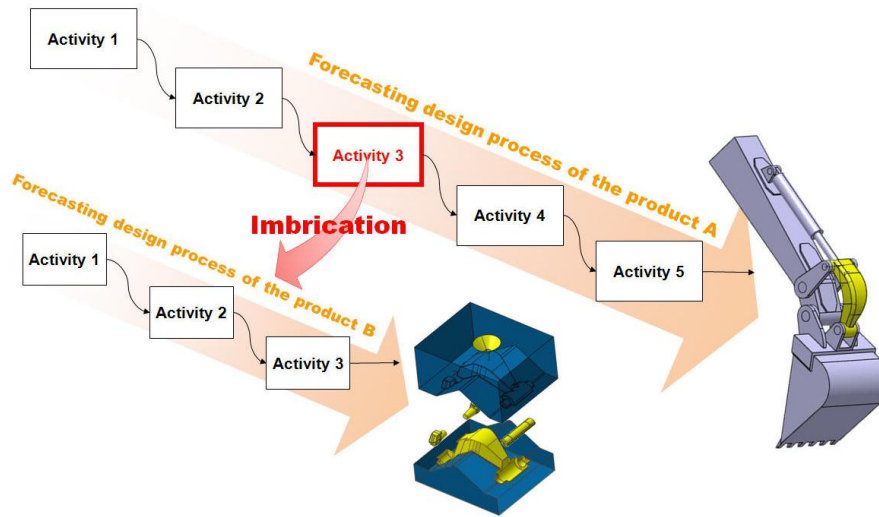 Activity 1
Activity 2
Activity 3
Activity 4
Activity 5
Forecasting design process of the product A
Imbrication
Forecasting design process of the product B
Activity 1
Activity 2
Activity 3